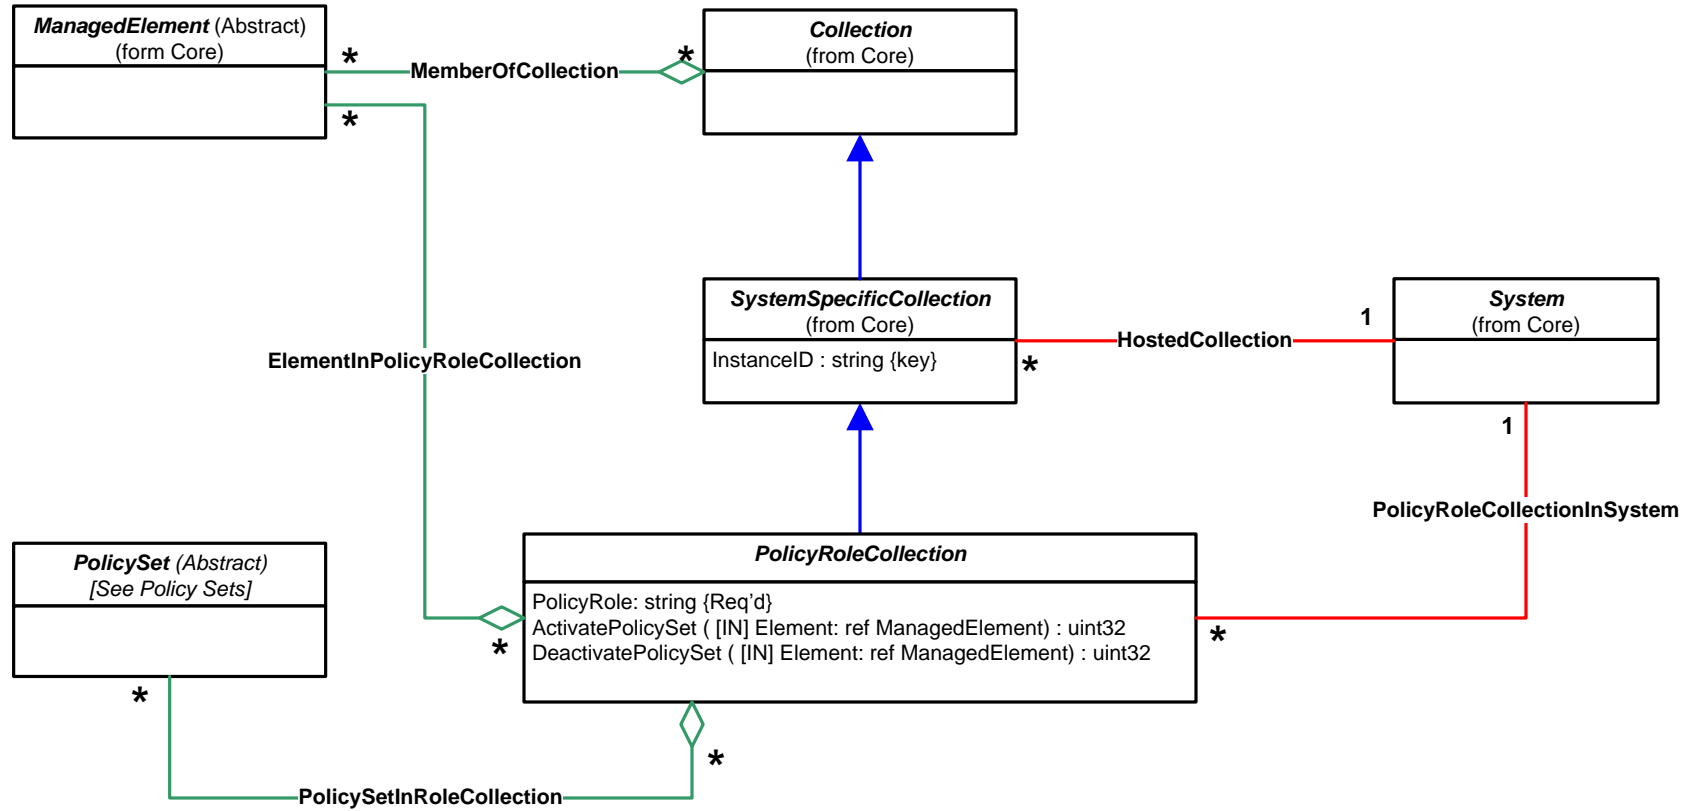 ManagedElement (Abstract)
(form Core)
*
MemberOfCollection
*
Collection
(from Core)
*
SystemSpecificCollection
(from Core)
InstanceID : string {key}
*
HostedCollection
1
System
(from Core)
1
ElementInPolicyRoleCollection
PolicyRoleCollectionInSystem
PolicySet (Abstract)
[See Policy Sets]
*
PolicyRoleCollection
PolicyRole: string {Req’d}
ActivatePolicySet ( [IN] Element: ref ManagedElement) : uint32
DeactivatePolicySet ( [IN] Element: ref ManagedElement) : uint32
*
*
*
PolicySetInRoleCollection